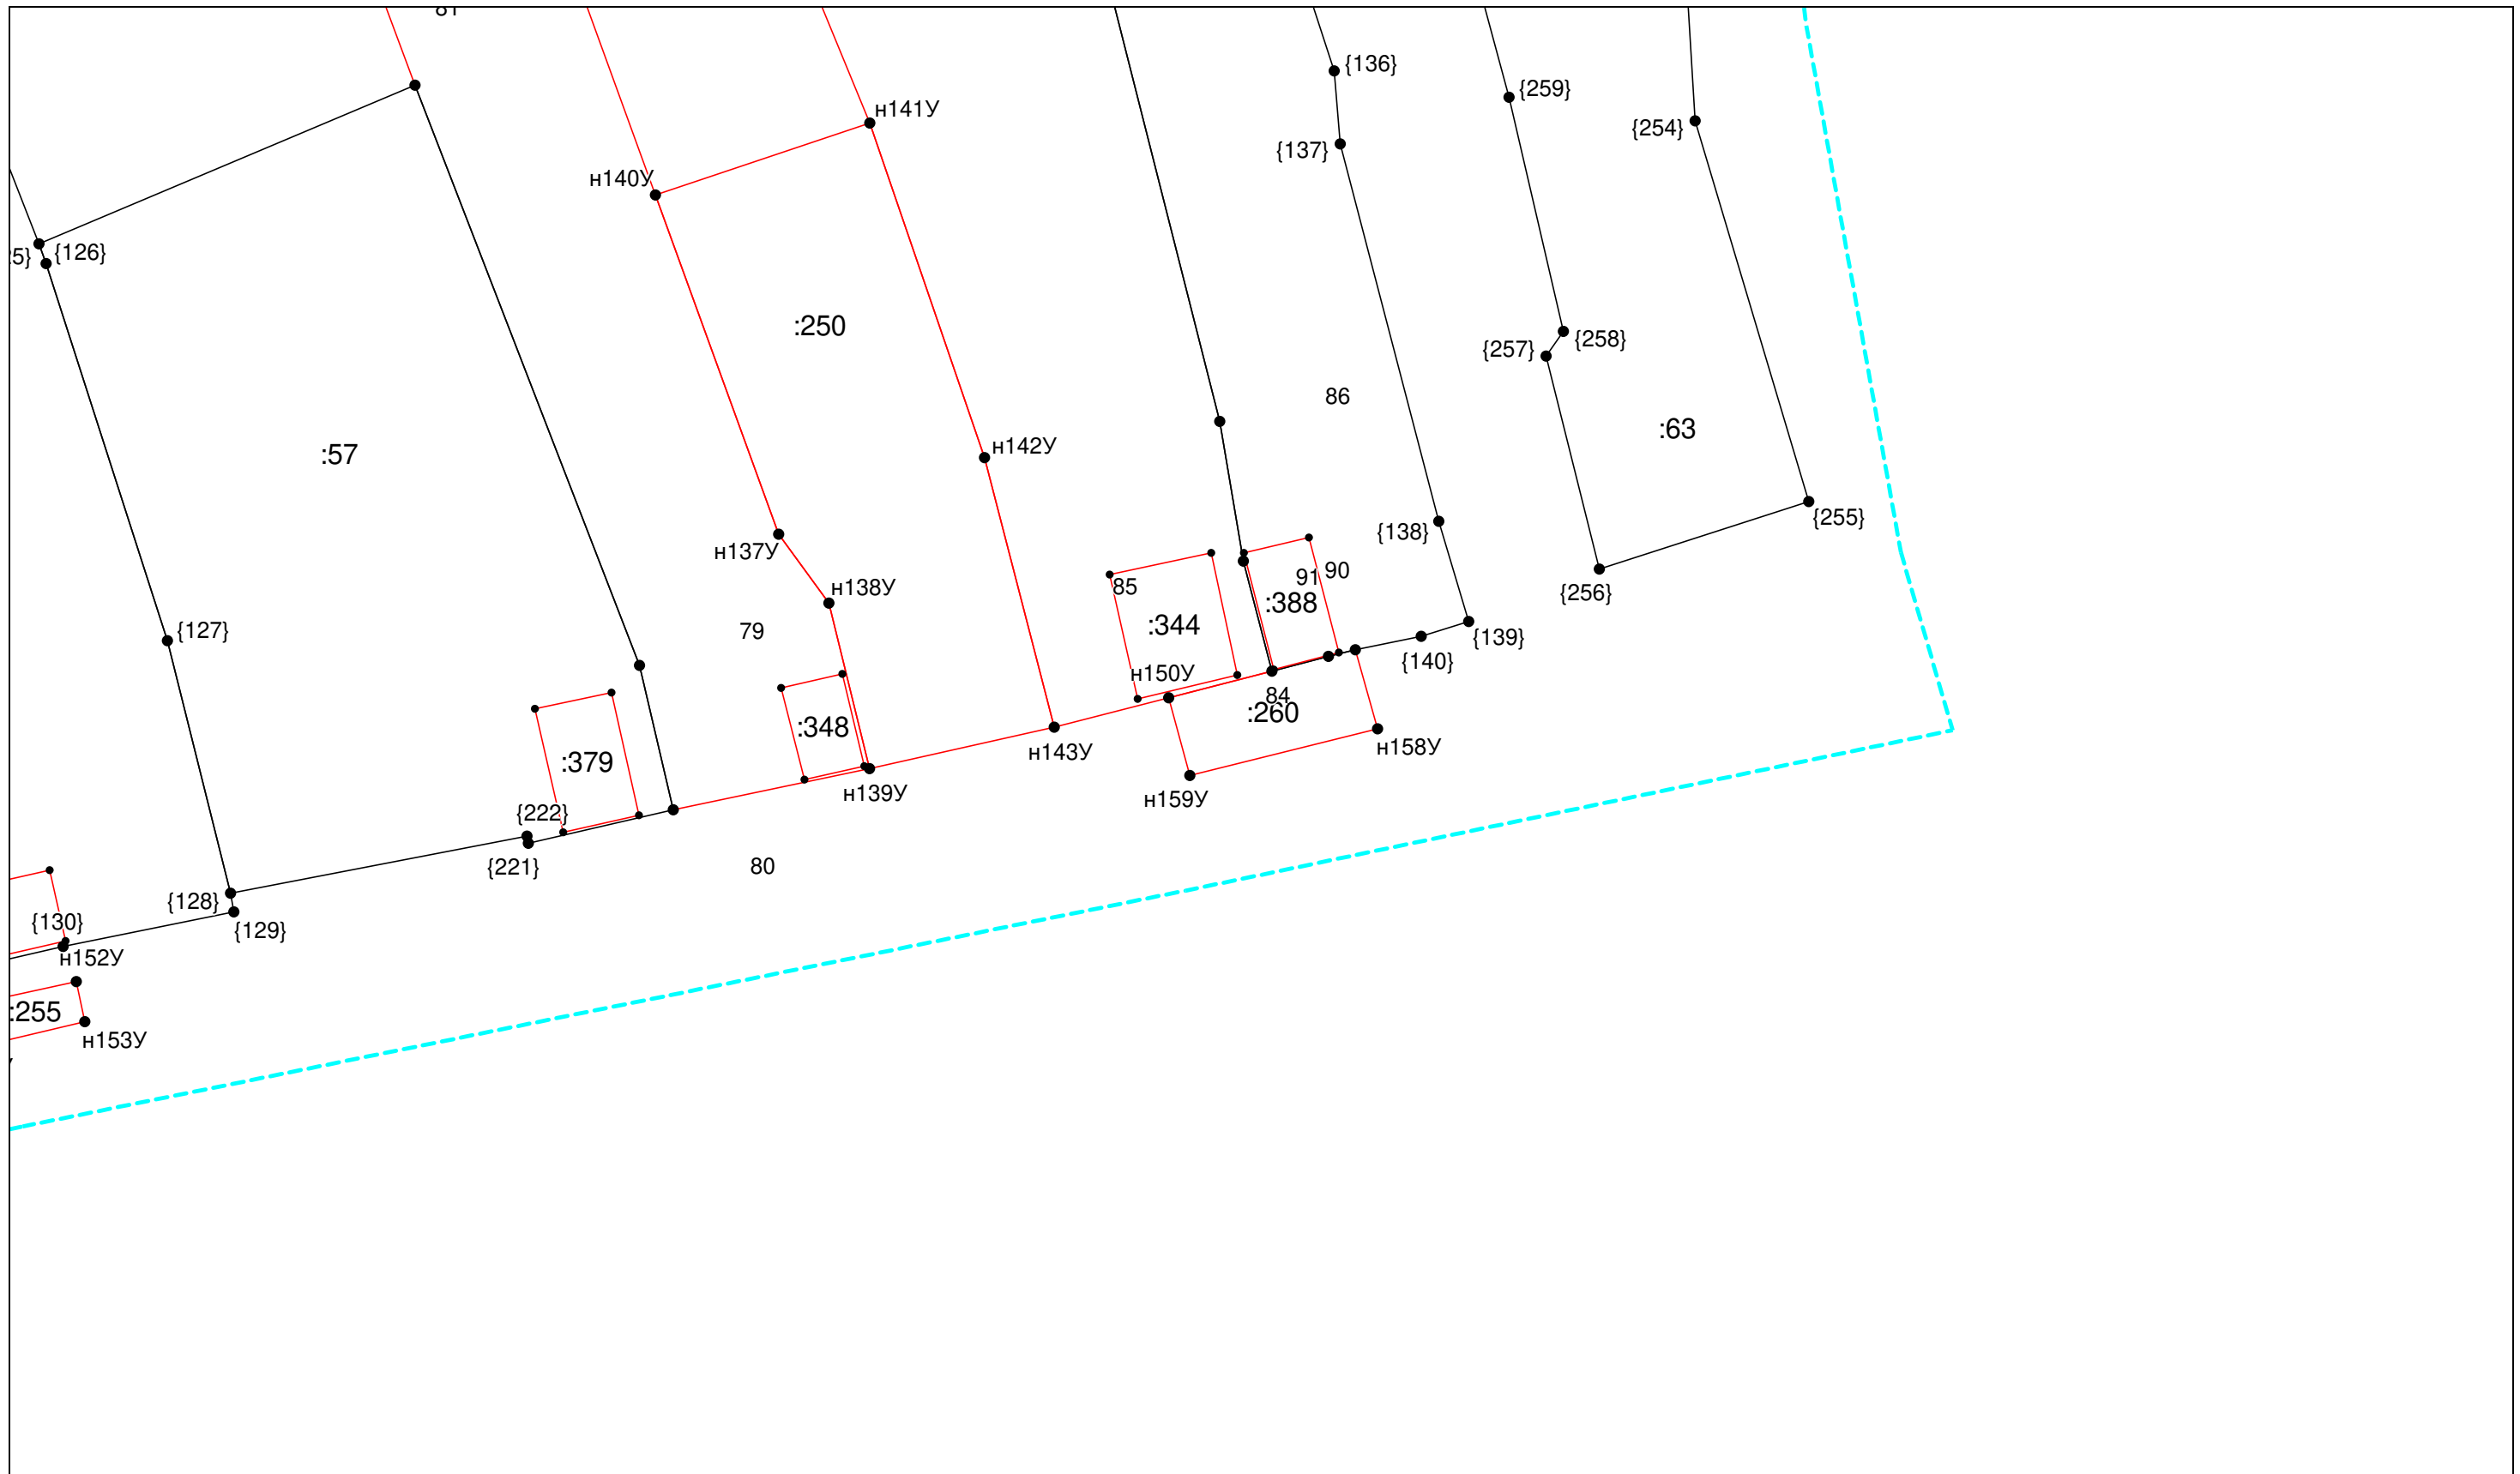 {136}
{259}
н141У
{254}
{137}
н140У
{126}
5}
:250
{258}
{257}
86
:63
н142У
:57
{255}
{138}
н137У
91
90
85
н138У
{256}
:388
:344
{127}
79
{139}
{140}
н150У
84
:260
:348
н143У
н158У
:379
н139У
н159У
{222}
{221}
80
{128}
{130}
{129}
н152У
:255
н153У